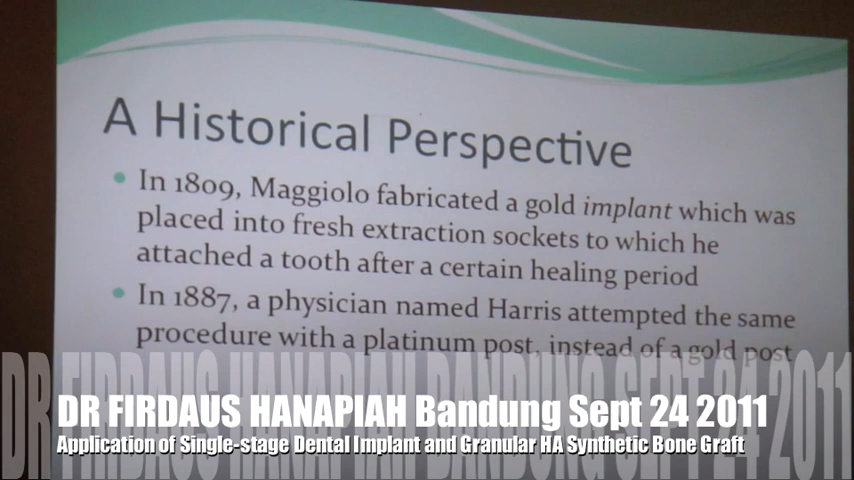 A Historical Perspective
• In 1809, Maggiolo fabricated a gold implant which was
placed into fresh extraction sockets to which he
attached a tooth after a certain healing period
• In 1887, a physician named Harris attempted the same
procedure with a platinum post, instead of a gold post
DR FIRDAUS HANAPIAH BANDUNG SEPT 24 2011
DR FIRDAUS HANAPIAH Bandung Sept 24 2011
Application of Single-stage Dental Implant and Granular HA Synthetic Bone Graft